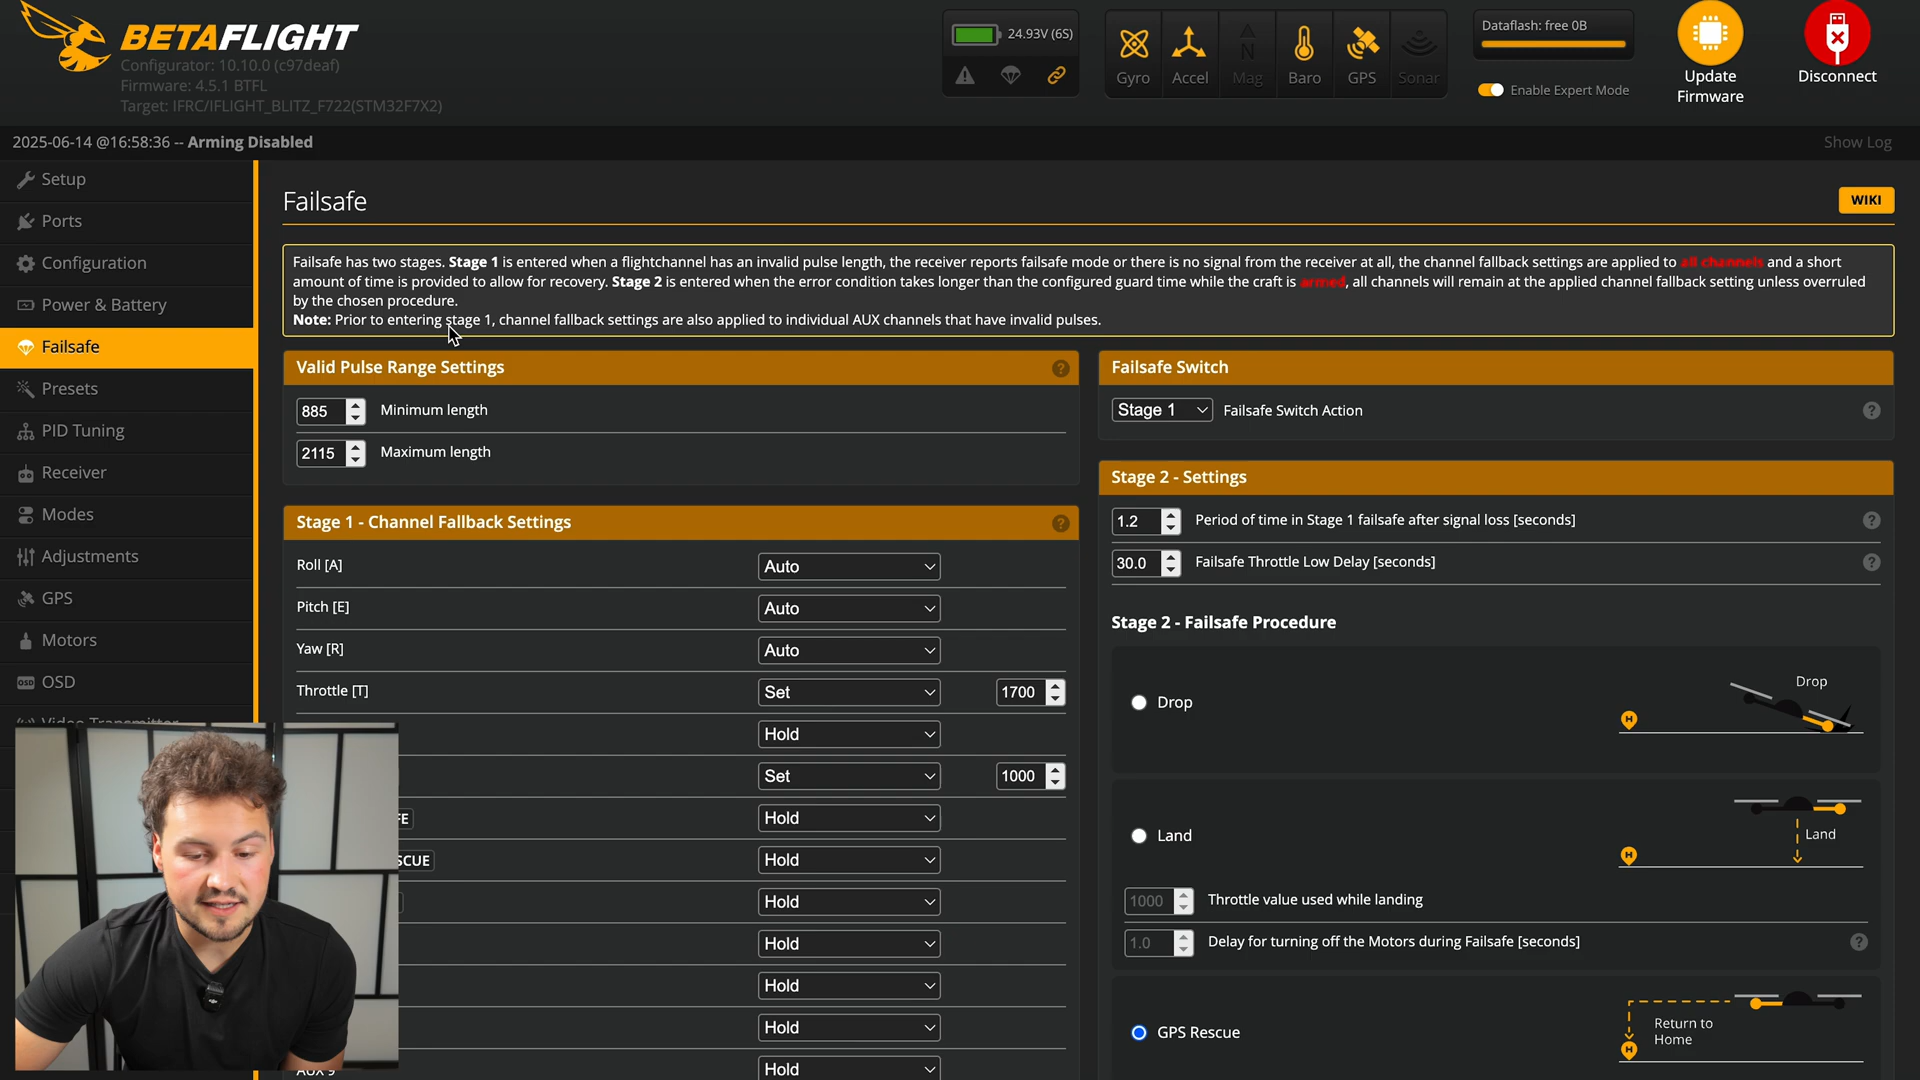 BETAFLIGHT
Configurator: 10.10.0 (c97deaf)
Firmware: 4.5.1 BTFL
Target: IFRC/IFLIGHT_BLITZ_F722(STM32F7X2)
24.93V (6S)
Gyro
Accel
Mag
Baro
GPS
Sonar
Dataflash: free 0B
Enable Expert Mode
Update
Firmware
Disconnect
2025-06-14 @16:58:36 -- Arming Disabled
Show Log
Setup
Ports
Configuration
Power & Battery
Failsafe
Presets
PID Tuning
Receiver
Modes
Adjustments
GPS
Motors
OSD
OSD
Video Transmitter
Failsafe
WIKI
Failsafe has two stages. Stage 1 is entered when a flightchannel has an invalid pulse length, the receiver reports failsafe mode or there is no signal from the receiver at all, the channel fallback settings are applied to all channels and a short
amount of time is provided to allow for recovery. Stage 2 is entered when the error condition takes longer than the configured guard time while the craft is armed, all channels will remain at the applied channel fallback setting unless overruled
by the chosen procedure.
Note: Prior to entering stage 1, channel fallback settings are also applied to individual AUX channels that have invalid pulses.
Valid Pulse Range Settings
?
885 Minimum length
2115 Maximum length
Stage 1 - Channel Fallback Settings
?
Roll [A] Auto
Pitch [E] Auto
Yaw [R] Auto
Throttle [T] Set 1700
Hold
Set 1000
FE Hold
SCUE Hold
Hold
Hold
Hold
Hold
AUX 9 Hold
Failsafe Switch
Stage 1 Failsafe Switch Action ?
Stage 2 - Settings
1.2 Period of time in Stage 1 failsafe after signal loss [seconds] ?
30.0 Failsafe Throttle Low Delay [seconds] ?
Stage 2 - Failsafe Procedure
Drop
Drop
H
Land
Land
H
1000 Throttle value used while landing
1.0 Delay for turning off the Motors during Failsafe [seconds] ?
GPS Rescue
Return to
Home
H